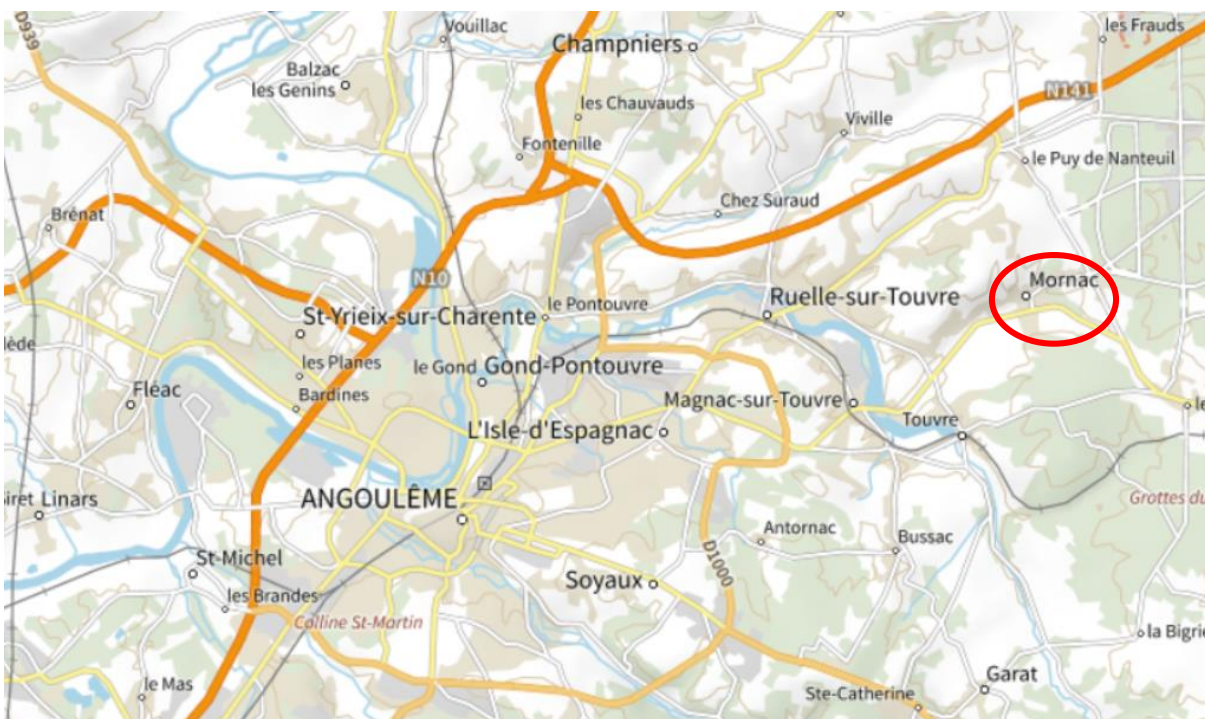 D939
Vouillac
Champniers
les Frauds
Balzac
les Genins
N141
les Chauvauds
Viville
Fontenille
le Puy de Nanteuil
Chez Suraud
Brénat
N10
Mornac
Ruelle-sur-Touvre
le Pontouvre
St-Yrieix-sur-Charente
les Planes
le Gond
Gond-Pontouvre
Fléac
Bardines
Magnac-sur-Touvre
Touvre
L'Isle-d'Espagnac
ANGOULÊME
Linars
Grottes du
Antornac
Bussac
D1000
St-Michel
Soyaux
les Brandes
Colline St-Martin
la Bigrie
le Mas
Garat
Ste-Catherine